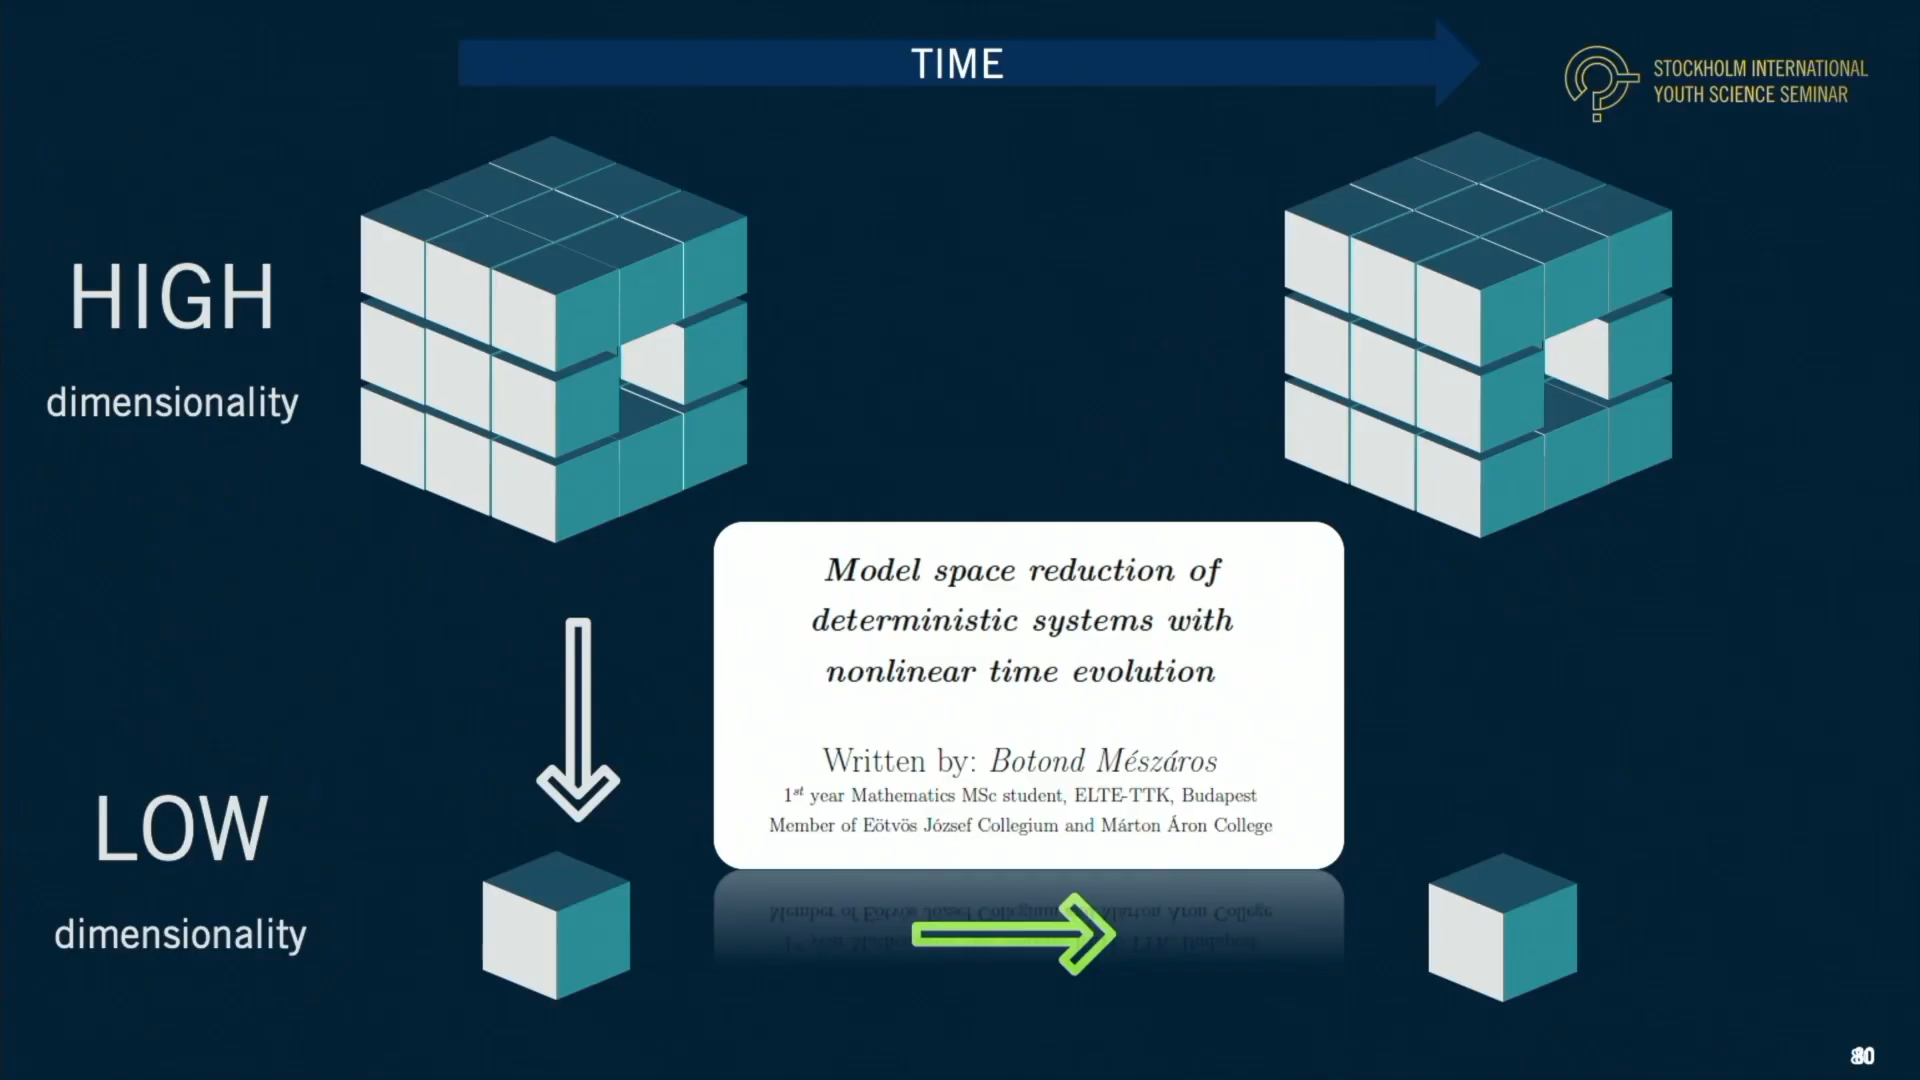 TIME
STOCKHOLM INTERNATIONAL
YOUTH SCIENCE SEMINAR
HIGH
dimensionality
Model space reduction of
deterministic systems with
nonlinear time evolution
Written by: Botond Mészáros
1st year Mathematics MSc student, ELTE-TTK, Budapest
Member of Eötvös József Collegium and Márton Áron College
LOW
dimensionality